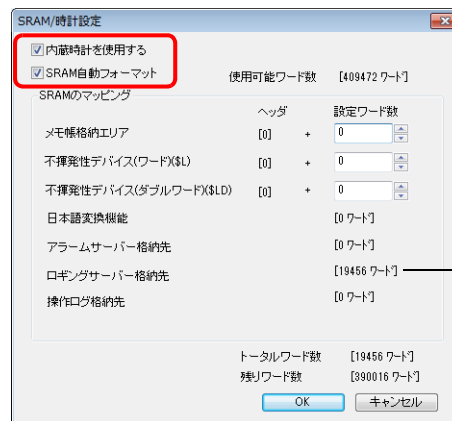 SRAM/時計設定
内蔵時計を使用する
SRAM自動フォーマット 使用可能ワード数 [409472 ワード]
SRAMのマッピング
ヘッダ 設定ワード数
メモ帳格納エリア [0] + 0
不揮発性デバイス(ワード)($L) [0] + 0
不揮発性デバイス(ダブルワード)($LD) [0] + 0
日本語変換機能 [0 ワード]
アラームサーバー格納先 [0 ワード]
ロギングサーバー格納先 [19456 ワード]
操作ログ格納先 [0 ワード]
トータルワード数 [19456 ワード]
残りワード数 [390016 ワード]
OK キャンセル